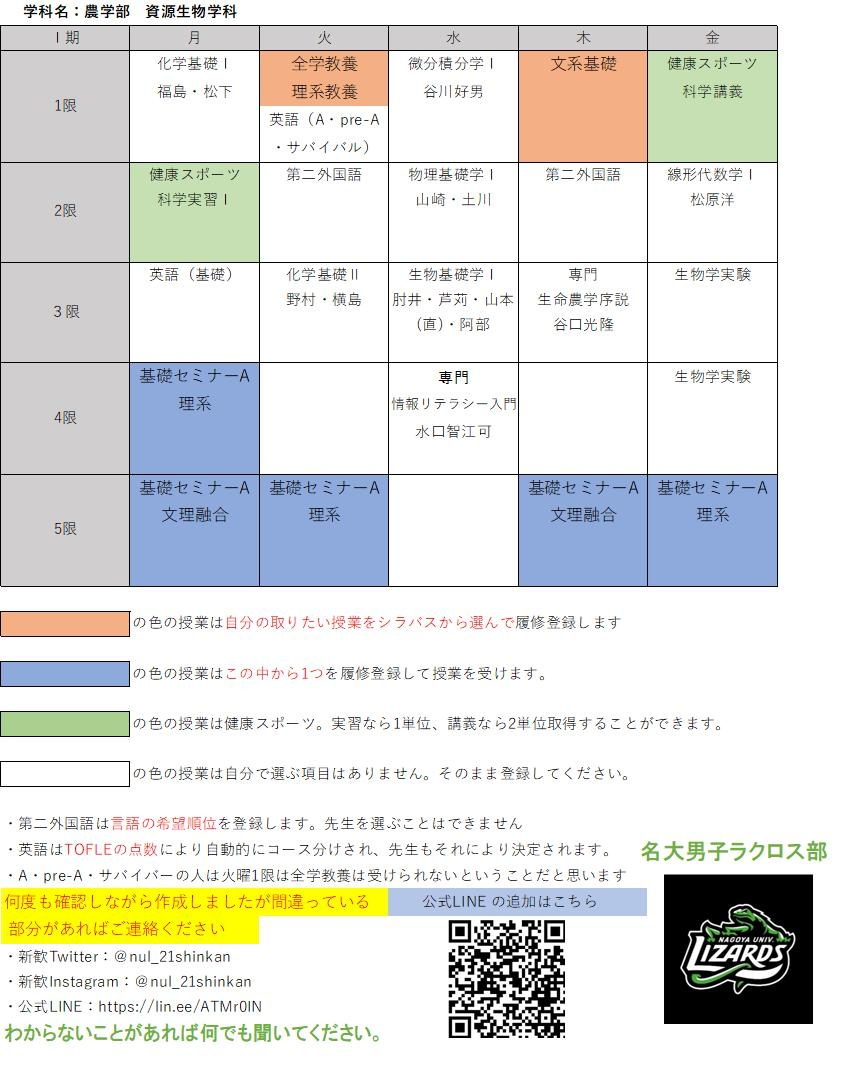 学科名：農学部　資源生物学科
Ⅰ期　月　火　水　木　金
1限
化学基礎Ⅰ
福島・松下
全学教養
理系教養
英語（A・pre-A
・サバイバル）
微分積分学Ⅰ
谷川好男
文系基礎
健康スポーツ
科学講義
2限
健康スポーツ
科学実習Ⅰ
第二外国語
物理基礎学Ⅰ
山崎・土川
第二外国語
線形代数学Ⅰ
松原洋
3限
英語（基礎）
化学基礎Ⅱ
野村・横島
生物基礎学Ⅰ
肘井・芦苅・山本
(直)・阿部
専門
生命農学序説
谷口光隆
生物学実験
4限
基礎セミナーA
理系
専門
情報リテラシー入門
水口智江可
生物学実験
5限
基礎セミナーA
文理融合
基礎セミナーA
理系
基礎セミナーA
文理融合
基礎セミナーA
理系
の色の授業は自分の取りたい授業をシラバスから選んで履修登録します
の色の授業はこの中から1つを履修登録して授業を受けます。
の色の授業は健康スポーツ。実習なら1単位、講義なら2単位取得することができます。
の色の授業は自分で選ぶ項目はありません。そのまま登録してください。
・第二外国語は言語の希望順位を登録します。先生を選ぶことはできません
・英語はTOFLEの点数により自動的にコース分けされ、先生もそれにより決定されます。
・A・pre-A・サバイバーの人は火曜1限は全学教養は受けられないということだと思います
何度も確認しながら作成しましたが間違っている
部分があればご連絡ください
・新歓Twitter：@nul_21shinkan
・新歓Instagram：@nul_21shinkan
・公式LINE：https://lin.ee/ATMr0IN
わからないことがあれば何でも聞いてください。
公式LINE の追加はこちら
名大男子ラクロス部
NAGOYA UNIV.
LIZARDS